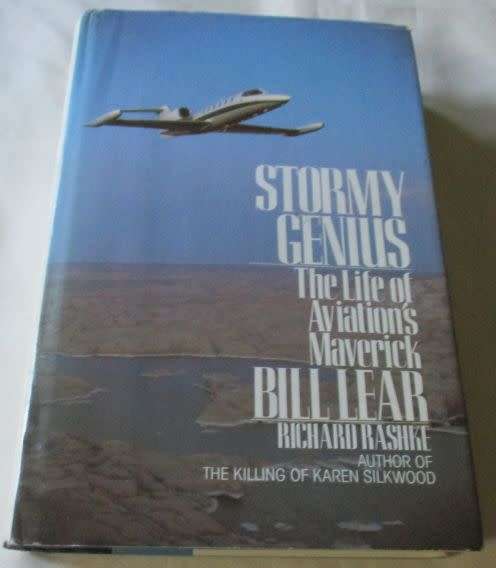 STORMY
GENIUS
The Life of
Aviation's
Maverick
BILL LEAR
RICHARD RASHKE
AUTHOR OF
THE KILLING OF KAREN SILKWOOD